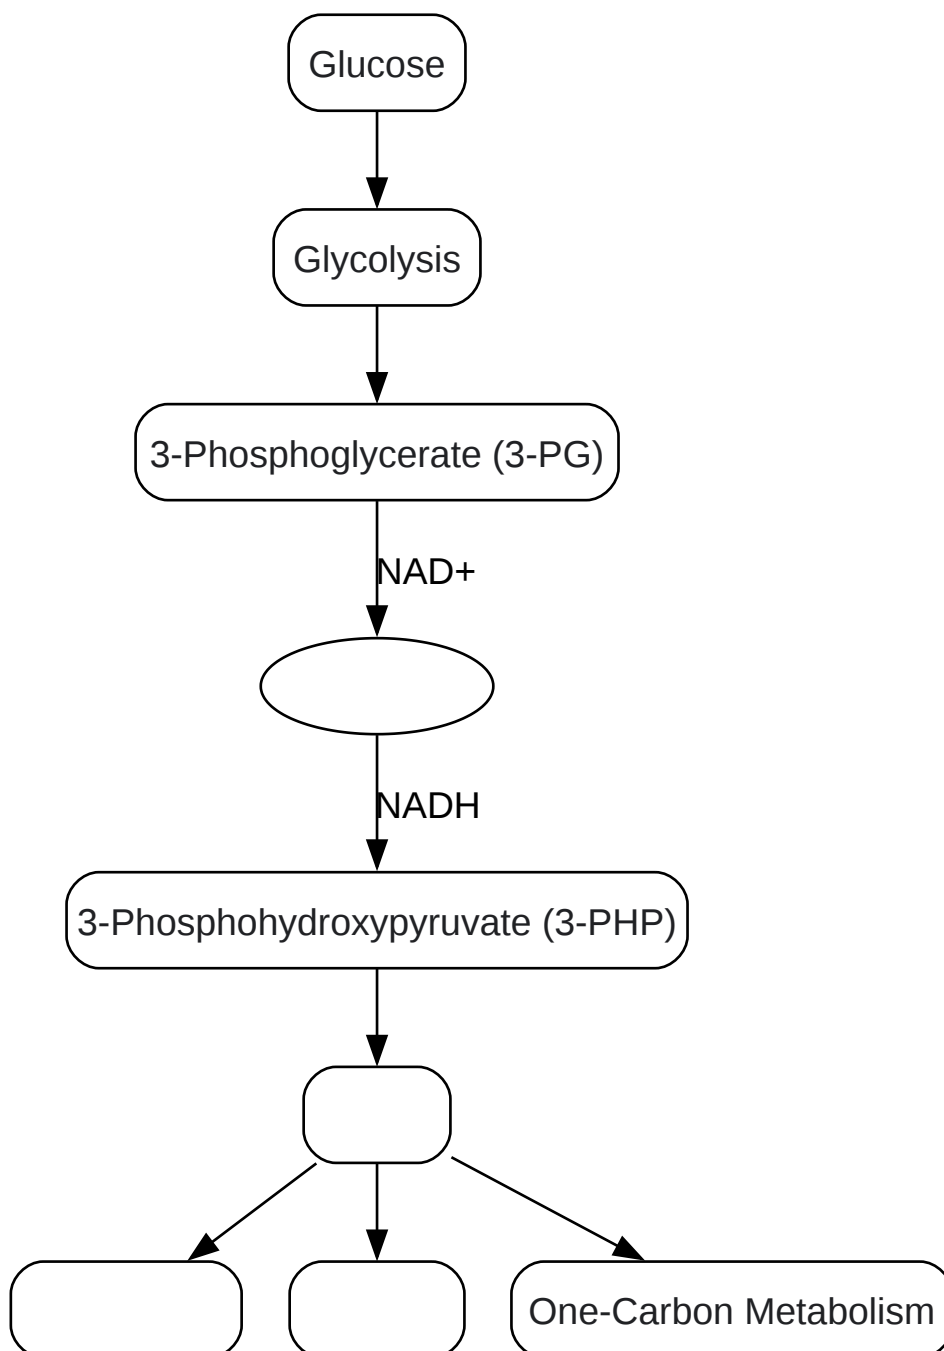 Glucose
Glycolysis
3-Phosphoglycerate (3-PG)
NAD+
NADH
3-Phosphohydroxypyruvate (3-PHP)
One-Carbon Metabolism